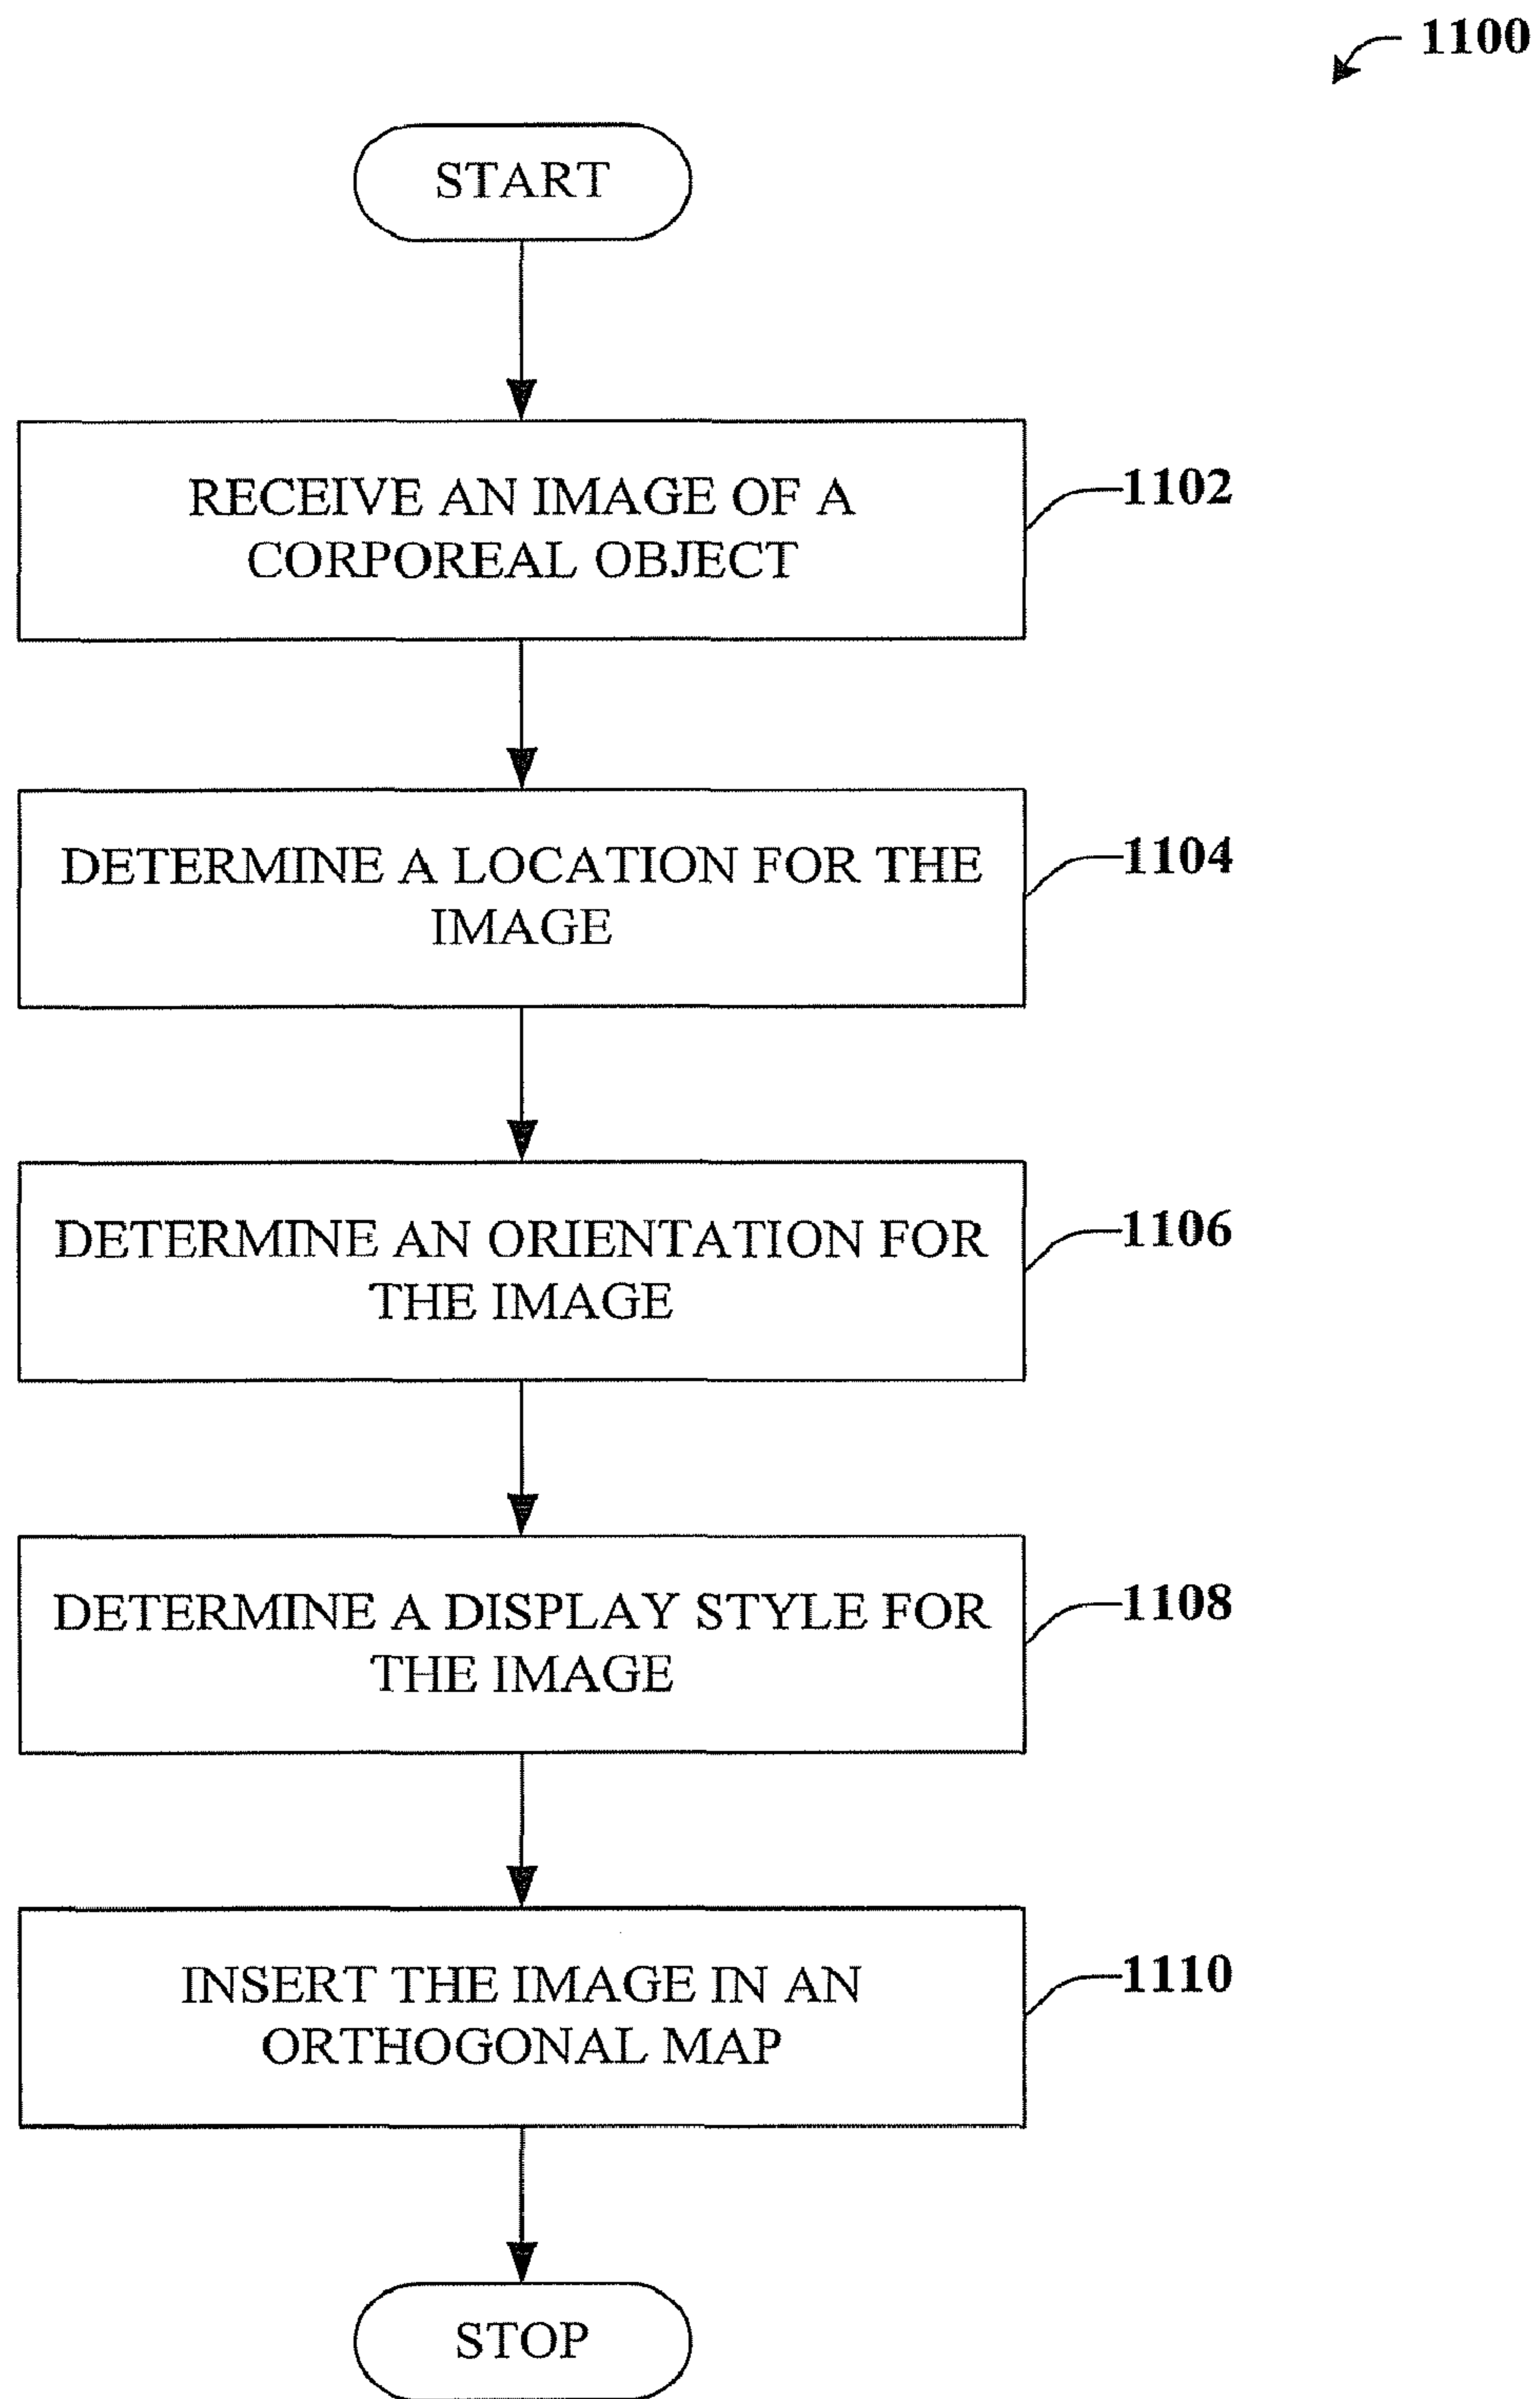 1100
START
RECEIVE AN IMAGE OF A
CORPOREAL OBJECT
1102
DETERMINE A LOCATION FOR THE
IMAGE
1104
DETERMINE AN ORIENTATION FOR
THE IMAGE
1106
DETERMINE A DISPLAY STYLE FOR
THE IMAGE
1108
INSERT THE IMAGE IN AN
ORTHOGONAL MAP
1110
STOP